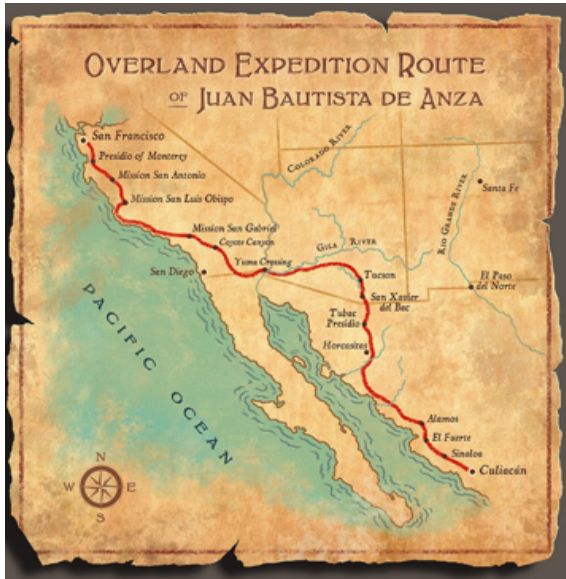 OVERLAND EXPEDITION ROUTE
OF JUAN BAUTISTA DE ANZA
San Francisco
Presidio of Monterey
Mission San Antonio
Mission San Luis Obispo
Mission San Gabriel
Coyote Canyon
Yuma Crossing
San Diego
COLORADO RIVER
GILA RIVER
RIO GRANDE RIVER
Santa Fe
El Paso
del Norte
Tucson
San Xavier
del Bac
Tubac
Presidio
Horcasitas
Alamos
El Fuerte
Sinaloa
Culiacán
PACIFIC OCEAN
N
W E
S